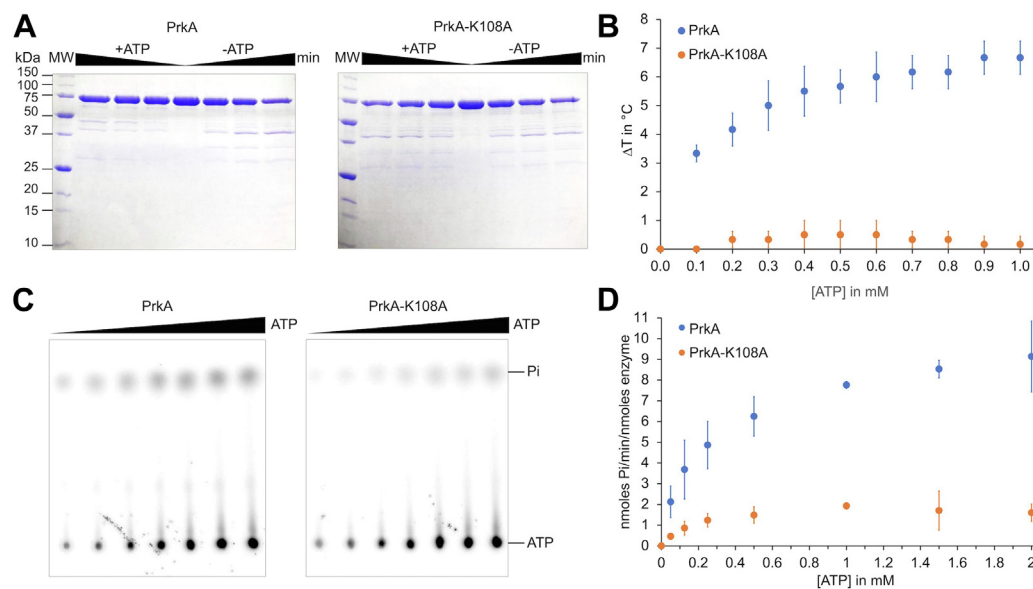 A
PrkA
PrkA-K108A
kDa MW +ATP -ATP min
MW +ATP -ATP min
150
100
75
50
37
25
20
15
10
B
PrkA
PrkA-K108A
8
7
6
5
4
3
2
1
0
ΔT in °C
0.0 0.1 0.2 0.3 0.4 0.5 0.6 0.7 0.8 0.9 1.0
[ATP] in mM
C
PrkA
PrkA-K108A
ATP
ATP
Pi
ATP
D
PrkA
PrkA-K108A
11
10
9
8
7
6
5
4
3
2
1
0
nmoles Pi/min/nmoles enzyme
0 0.2 0.4 0.6 0.8 1.0 1.2 1.4 1.6 1.8 2
[ATP] in mM